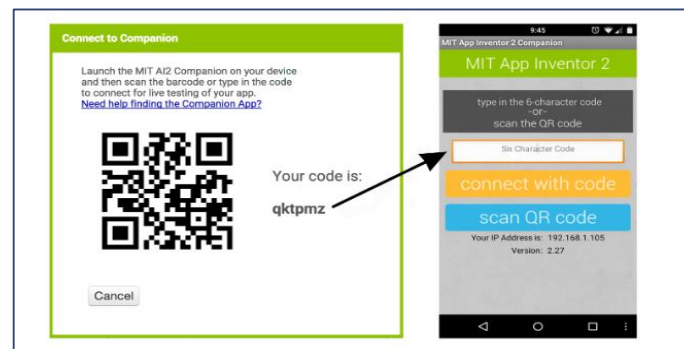 Connect to Companion
Launch the MIT AI2 Companion on your device
and then scan the barcode or type in the code
to connect for live testing of your app.
Need help finding the Companion App?
Your code is:
qktpmz
Cancel
9:45
MIT App Inventor 2 Companion
MIT App Inventor 2
type in the 6-character code
-or-
scan the QR code
Six Character Code
connect with code
scan QR code
Your IP Address is: 192.168.1.105
Version: 2.27